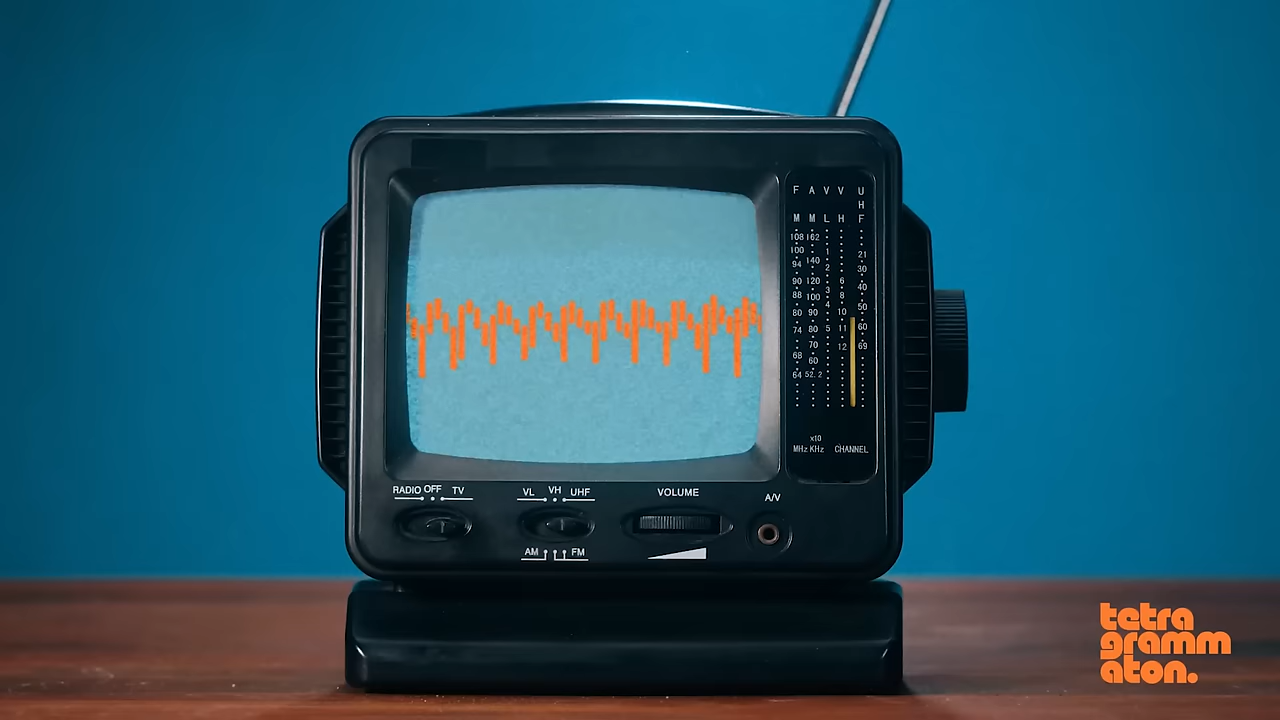 F A V V U
H
M M L H F
108 162
100 1 21
94 140 2 30
90 120 3 6 40
88 100 4 8 50
80 90 10
74 80 5 11 60
70 12 69
68 60
64 52.2
x10
MHz KHz CHANNEL
RADIO OFF TV
VL VH UHF
VOLUME
A/V
AM FM
tetra
gramm
aton.